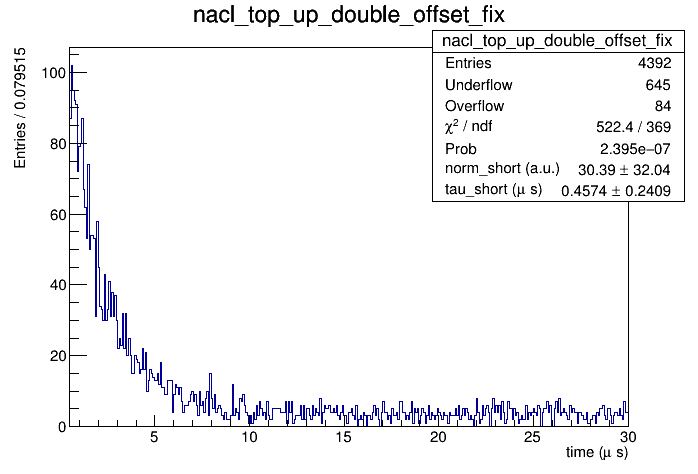 nacl_top_up_double_offset_fix
nacl_top_up_double_offset_fix
Entries 4392
Underflow 645
Overflow 84
χ² / ndf 522.4 / 369
Prob 2.395e−07
norm_short (a.u.) 30.39 ± 32.04
tau_short (μ s) 0.4574 ± 0.2409
Entries / 0.079515
100
80
60
40
20
0
5 10 15 20 25 30
time (μ s)